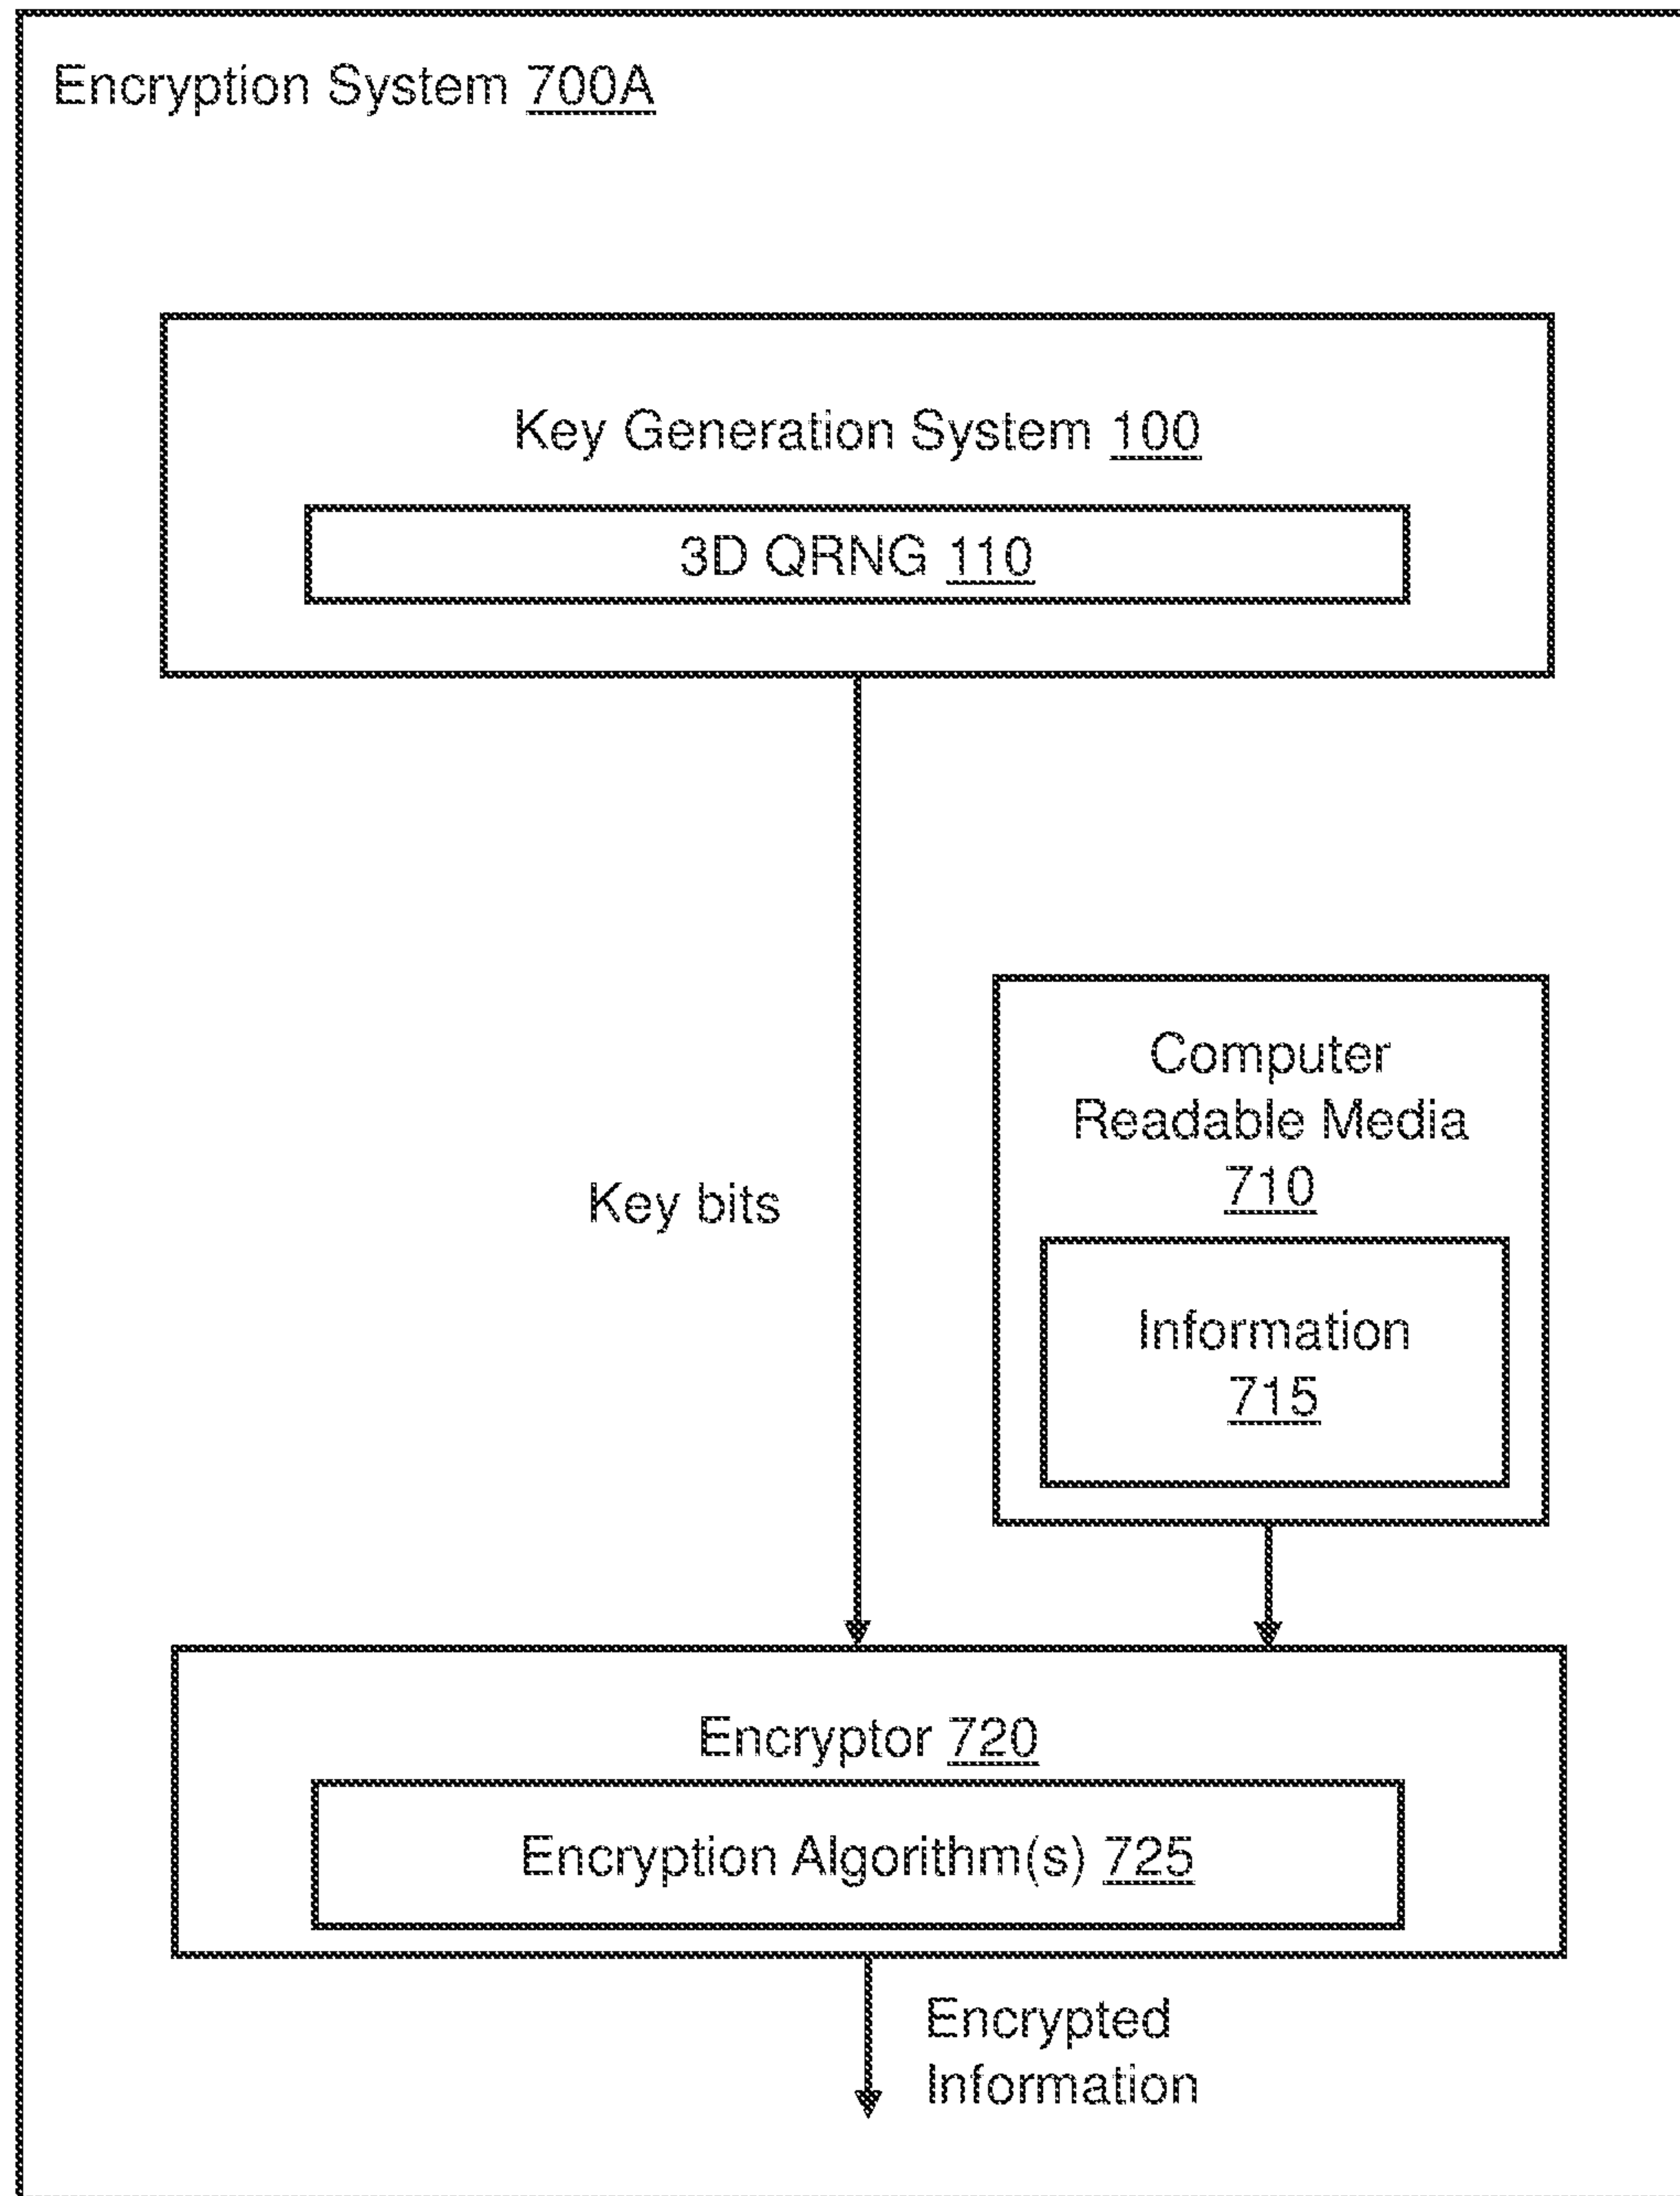 Encryption System 700A
Key Generation System 100
3D QRNG 110
Computer
Readable Media
710
Key bits
Information
715
Encryptor 720
Encryption Algorithm(s) 725
Encrypted
Information